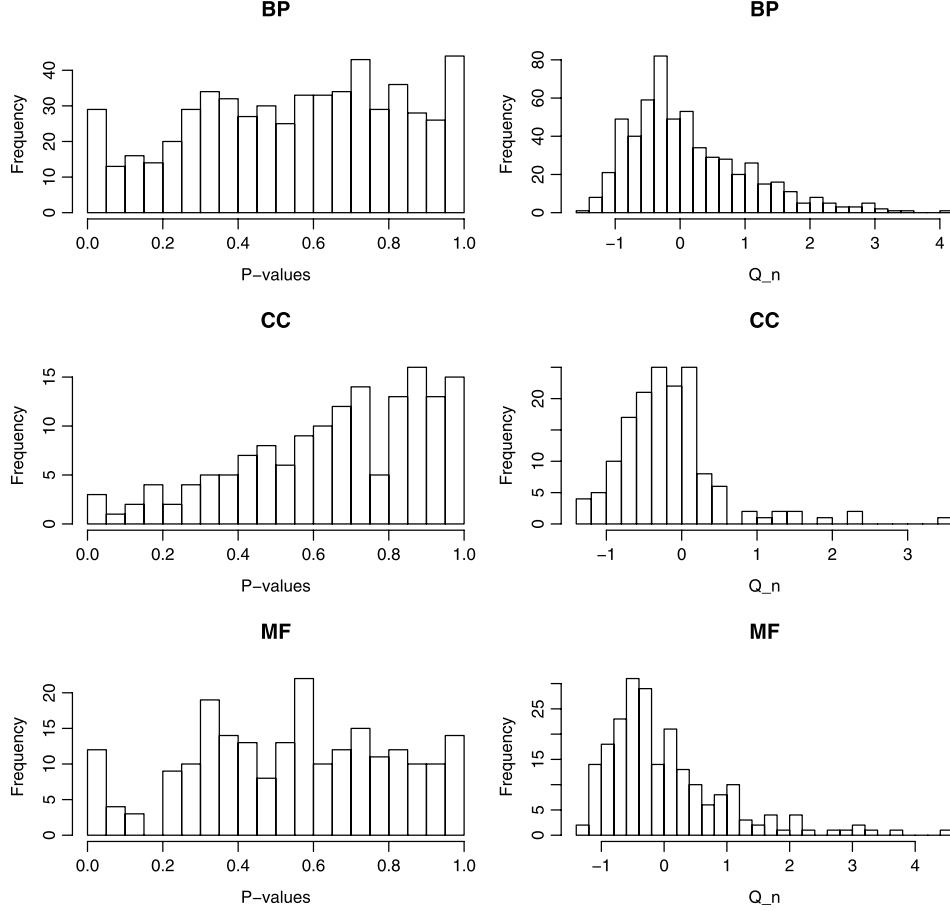 BP
BP
Frequency
0 10 20 30 40
0.0 0.2 0.4 0.6 0.8 1.0
P−values
Frequency
0 20 40 60 80
−1 0 1 2 3 4
Q_n
CC
CC
Frequency
0 5 10 15
0.0 0.2 0.4 0.6 0.8 1.0
P−values
Frequency
0 5 10 20
−1 0 1 2 3
Q_n
MF
MF
Frequency
0 5 10 15 20
0.0 0.2 0.4 0.6 0.8 1.0
P−values
Frequency
0 5 15 25
−1 0 1 2 3 4
Q_n